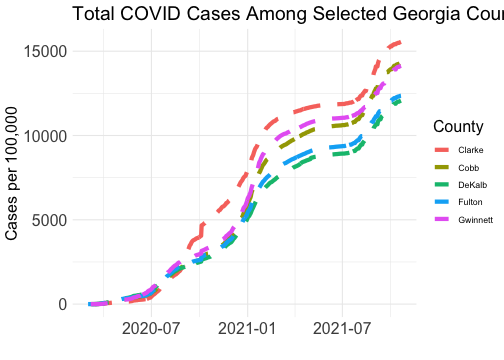 Total COVID Cases Among Selected Georgia Cour
Cases per 100,000
15000
10000
5000
0
2020-07
2021-01
2021-07
County
Clarke
Cobb
DeKalb
Fulton
Gwinnett